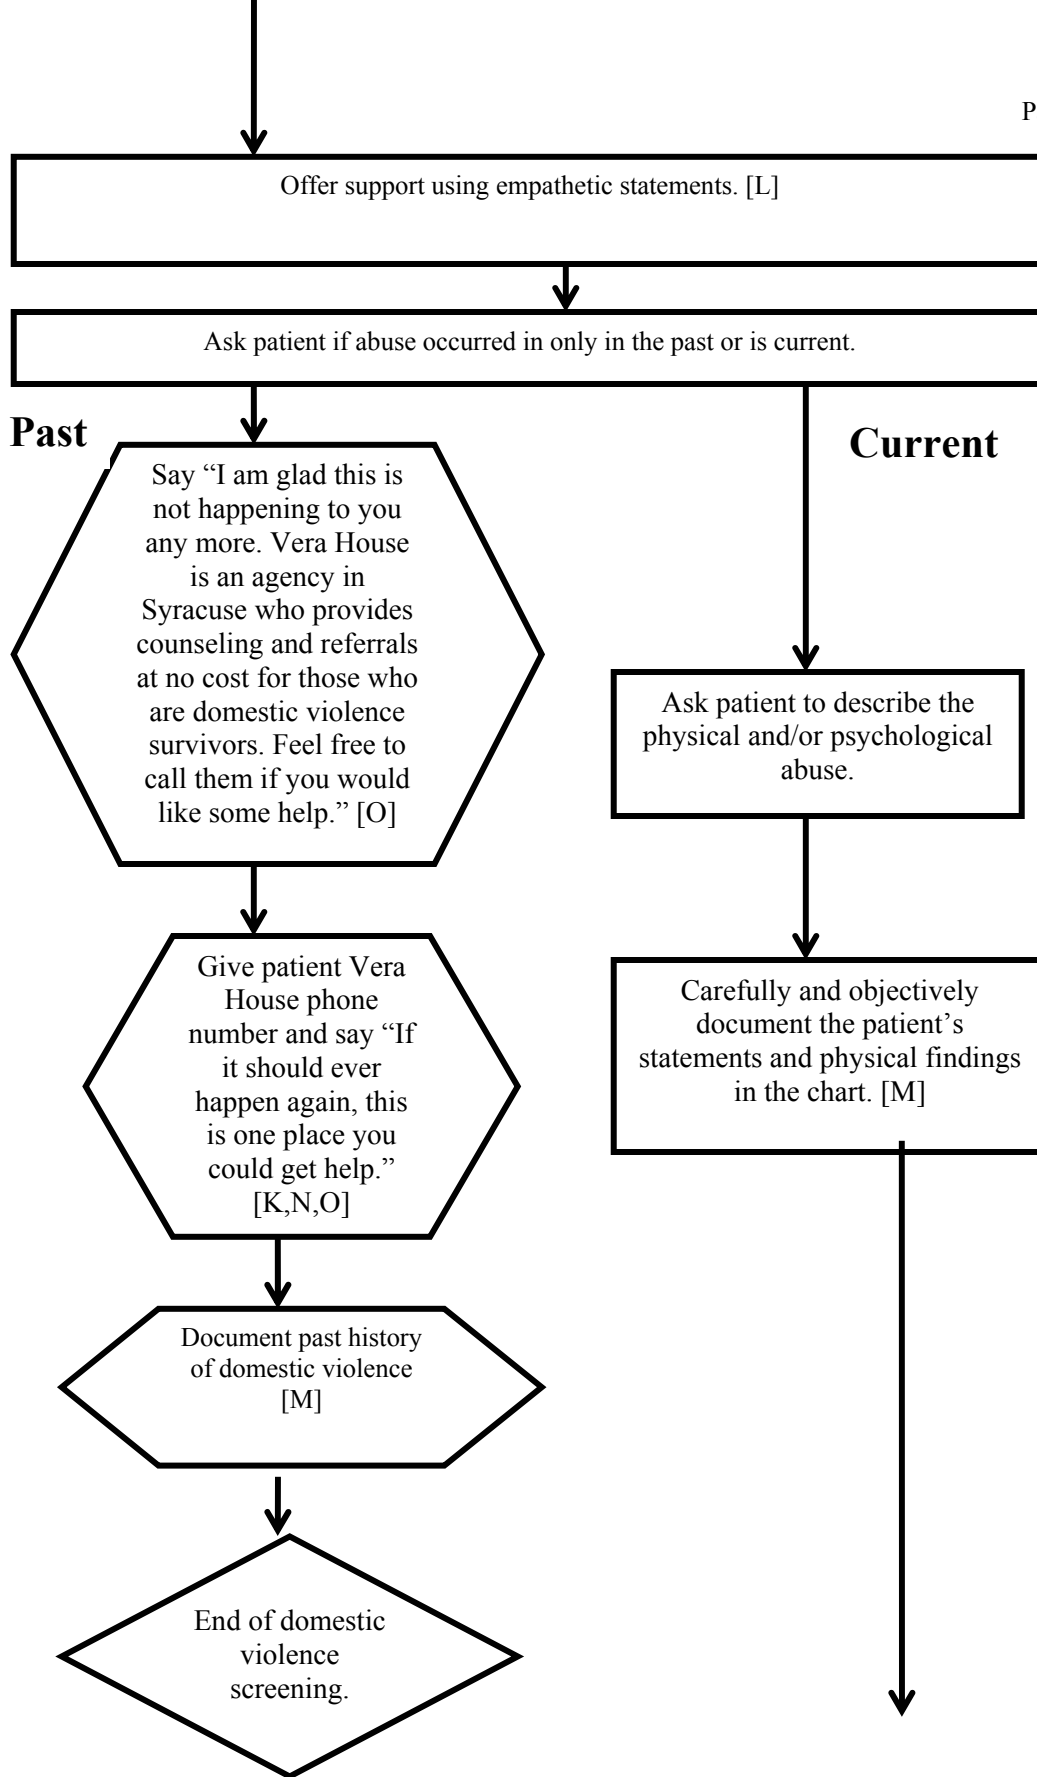 P
Offer support using empathetic statements. [L]
Ask patient if abuse occurred in only in the past or is current.
Past
Current
Say “I am glad this is
not happening to you
any more. Vera House
is an agency in
Syracuse who provides
counseling and referrals
at no cost for those who
are domestic violence
survivors. Feel free to
call them if you would
like some help.” [O]
Ask patient to describe the
physical and/or psychological
abuse.
Give patient Vera
House phone
number and say “If
it should ever
happen again, this
is one place you
could get help.”
[K,N,O]
Carefully and objectively
document the patient’s
statements and physical findings
in the chart. [M]
Document past history
of domestic violence
[M]
End of domestic
violence
screening.